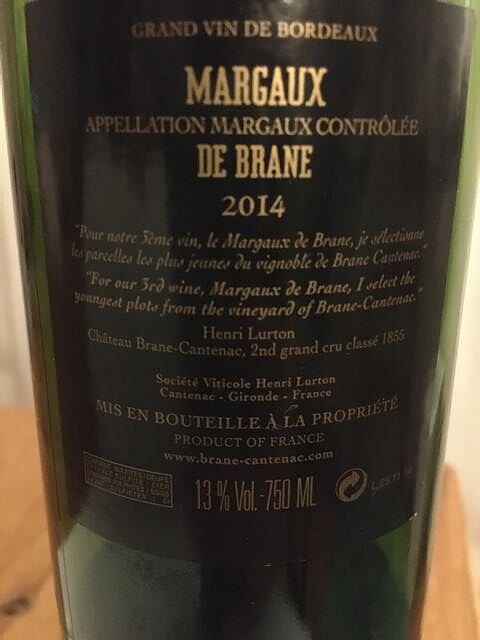 GRAND VIN DE BORDEAUX
MARGAUX
APPELLATION MARGAUX CONTRÔLÉE
DE BRANE
2014
"Pour notre 3ème vin, le Margaux de Brane, je sélectionne
les parcelles les plus jeunes du vignoble de Brane Cantenac."
"For our 3rd wine, Margaux de Brane, I select the
youngest plots from the vineyard of Brane-Cantenac."
Henri Lurton
Château Brane-Cantenac, 2nd grand cru classé 1855
Société Viticole Henri Lurton
Cantenac - Gironde - France
MIS EN BOUTEILLE À LA PROPRIÉTÉ
PRODUCT OF FRANCE
www.brane-cantenac.com
13 % Vol. - 750 ML